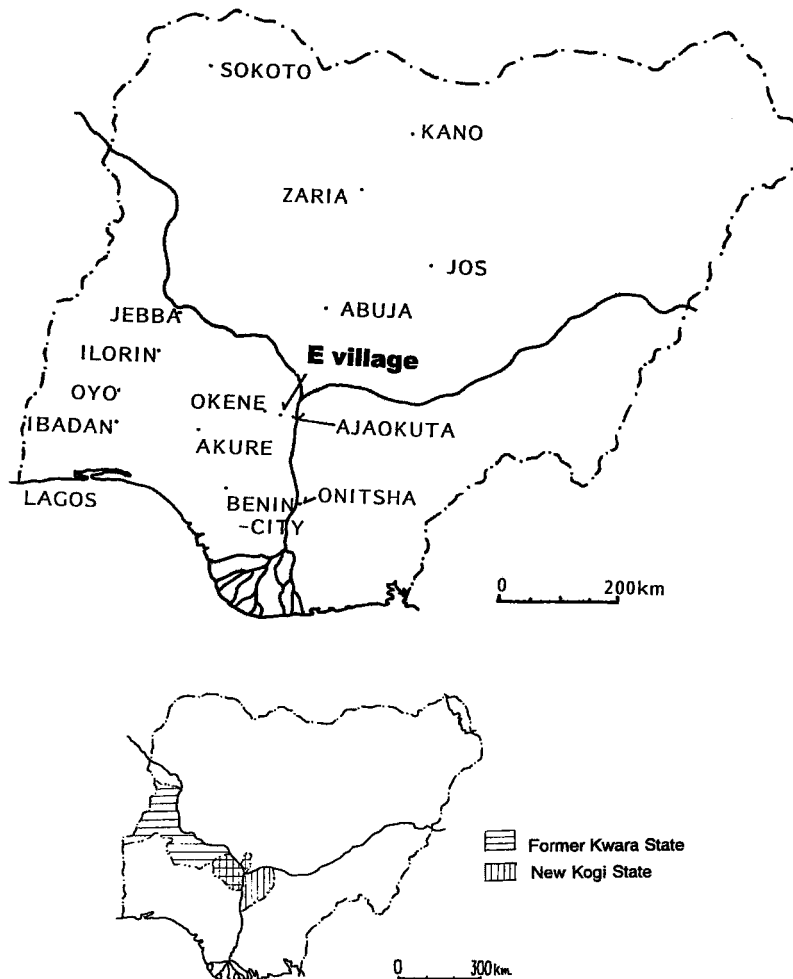 SOKOTO
KANO
ZARIA
JOS
JEBBA
ABUJA
ILORIN
E village
OYO
OKENE
IBADAN
AJAOKUTA
AKURE
LAGOS
BENIN
-CITY
ONITSHA
0 200km
Former Kwara State
New Kogi State
0 300km